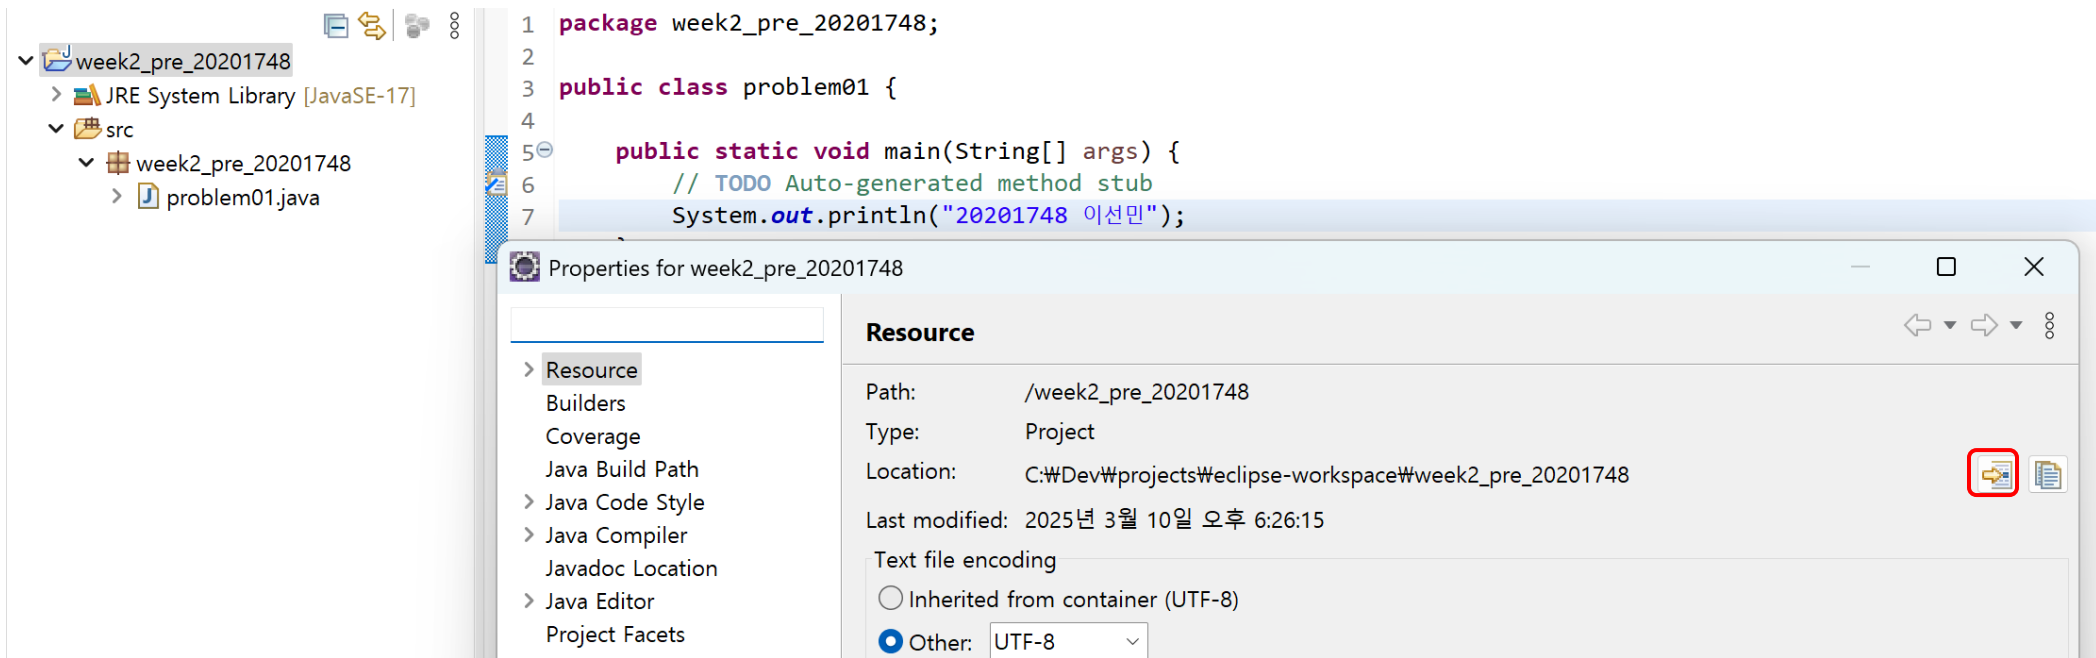 week2_pre_20201748
JRE System Library [JavaSE-17]
src
week2_pre_20201748
problem01.java
1 package week2_pre_20201748;
2
3 public class problem01 {
4
5 public static void main(String[] args) {
6 // TODO Auto-generated method stub
7 System.out.println("20201748 이선민");
Properties for week2_pre_20201748
Resource
Builders
Coverage
Java Build Path
Java Code Style
Java Compiler
Javadoc Location
Java Editor
Project Facets
Resource
Path: /week2_pre_20201748
Type: Project
Location: C:₩Dev₩projects₩eclipse-workspace₩week2_pre_20201748
Last modified: 2025년 3월 10일 오후 6:26:15
Text file encoding
Inherited from container (UTF-8)
Other: UTF-8